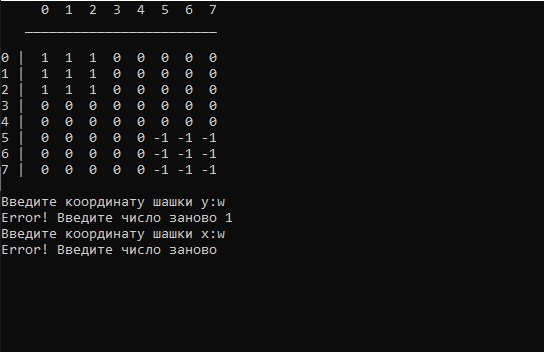 0 1 2 3 4 5 6 7
________________________
0 | 1 1 1 0 0 0 0 0
1 | 1 1 1 0 0 0 0 0
2 | 1 1 1 0 0 0 0 0
3 | 0 0 0 0 0 0 0 0
4 | 0 0 0 0 0 0 0 0
5 | 0 0 0 0 0 -1 -1 -1
6 | 0 0 0 0 0 -1 -1 -1
7 | 0 0 0 0 0 -1 -1 -1
Введите координату шашки y:w
Error! Введите число заново 1
Введите координату шашки x:w
Error! Введите число заново